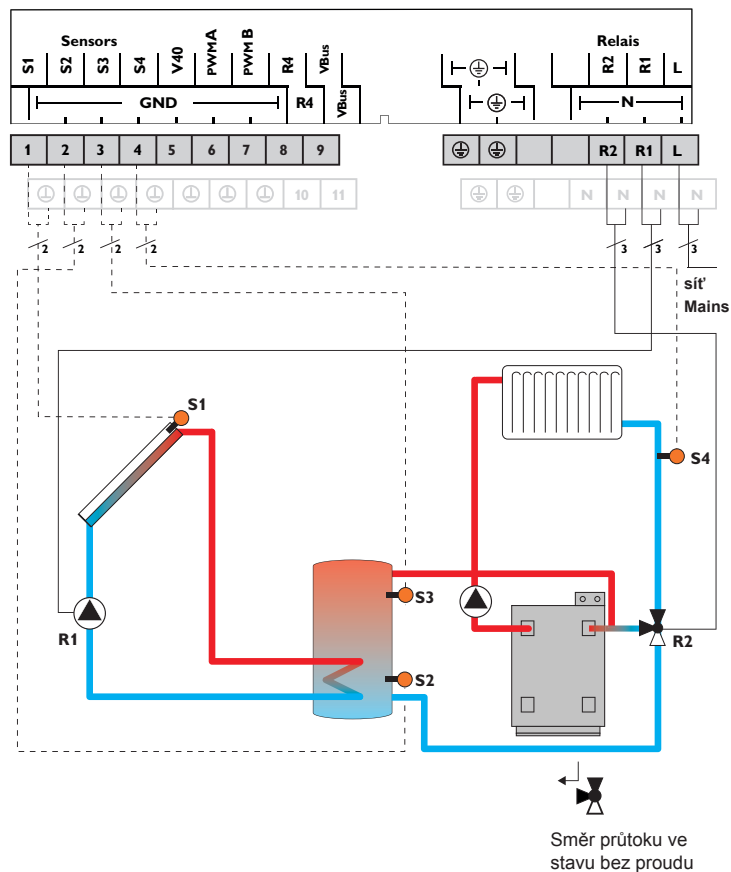 Sensors
Relais
S1 S2 S3 S4 V40 PWMA PWM B R4 VBus
R2 R1 L
GND
R4
VBus
N
1 2 3 4 5 6 7 8 9
R2 R1 L
10 11
N N N N
2 2 2 2
3 3 3
síť
Mains
S1
S4
S3
R1
S2
R2
Směr průtoku ve
stavu bez proudu